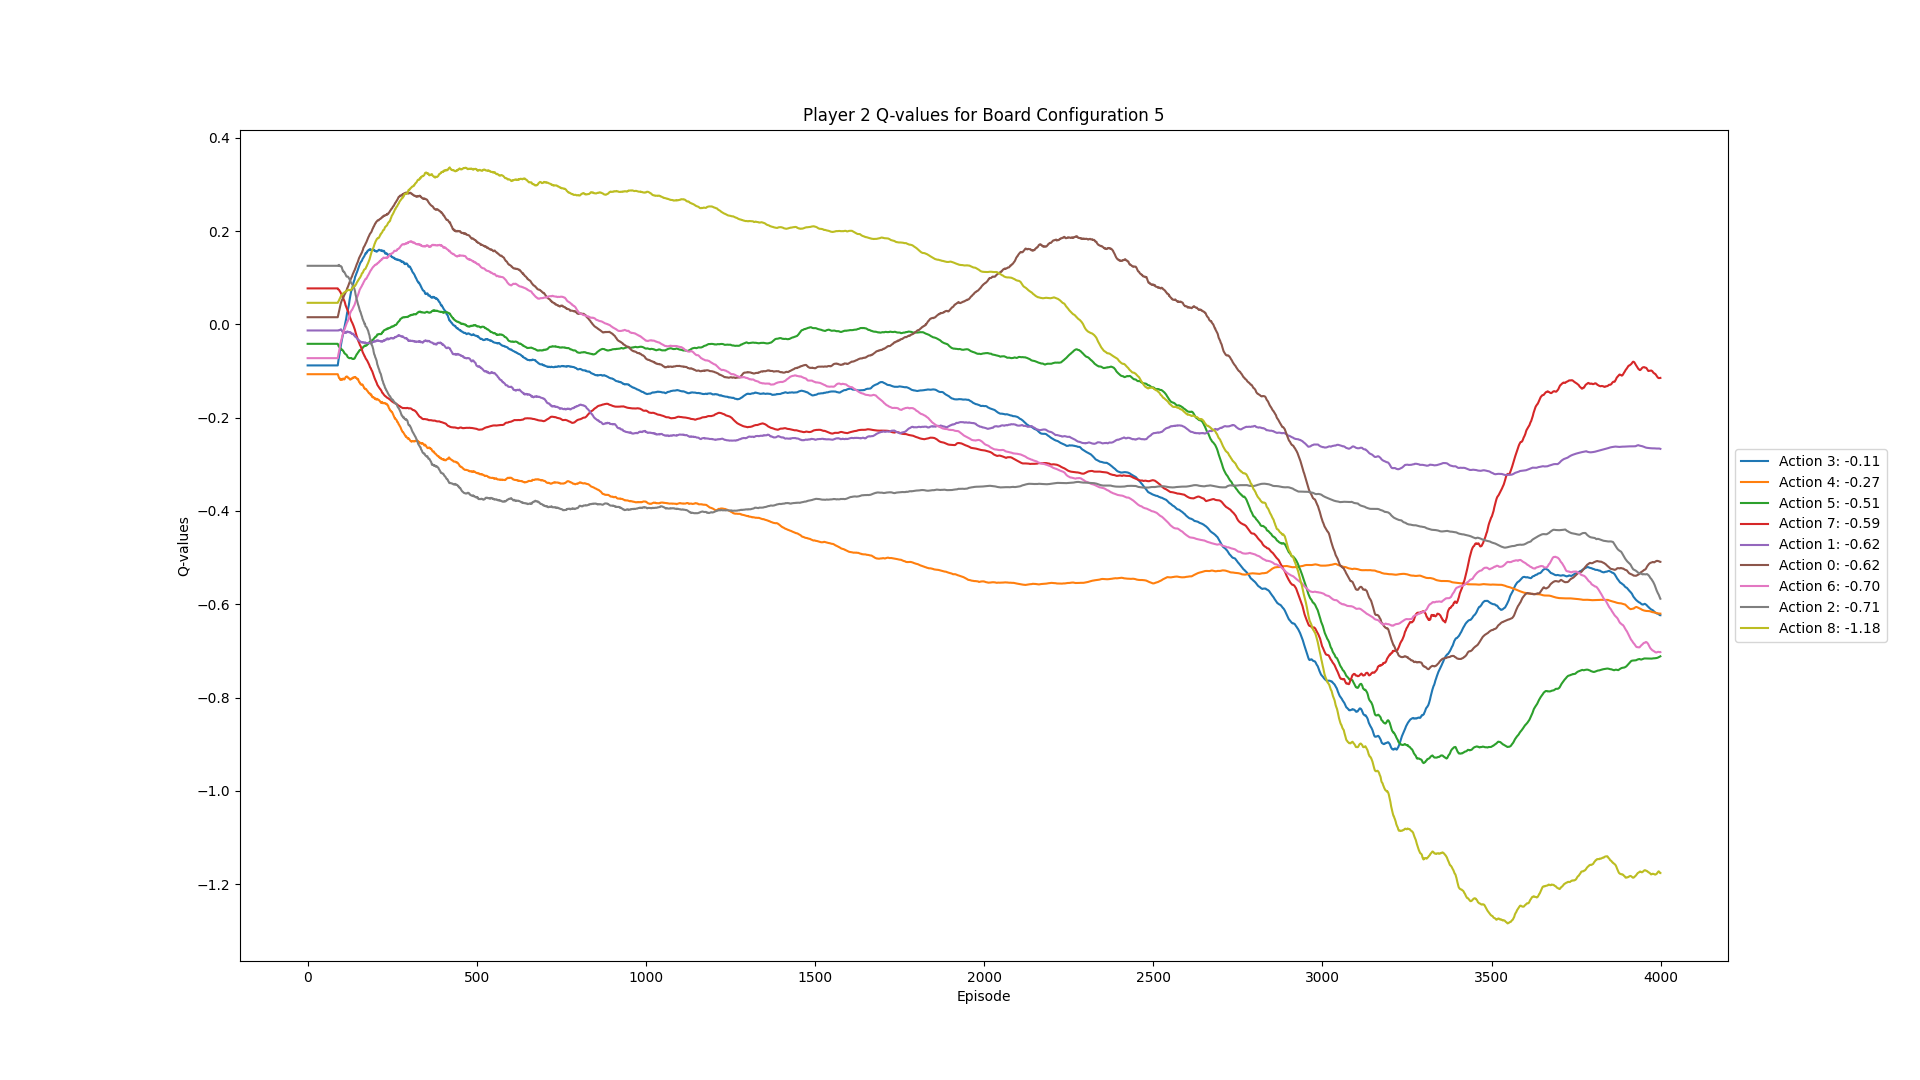 Player 2 Q-values for Board Configuration 5
0.4
0.2
0.0
−0.2
−0.4
−0.6
−0.8
−1.0
−1.2
Q-values
0
500
1000
1500
2000
2500
3000
3500
4000
Episode
Action 3: -0.11
Action 4: -0.27
Action 5: -0.51
Action 7: -0.59
Action 1: -0.62
Action 0: -0.62
Action 6: -0.70
Action 2: -0.71
Action 8: -1.18